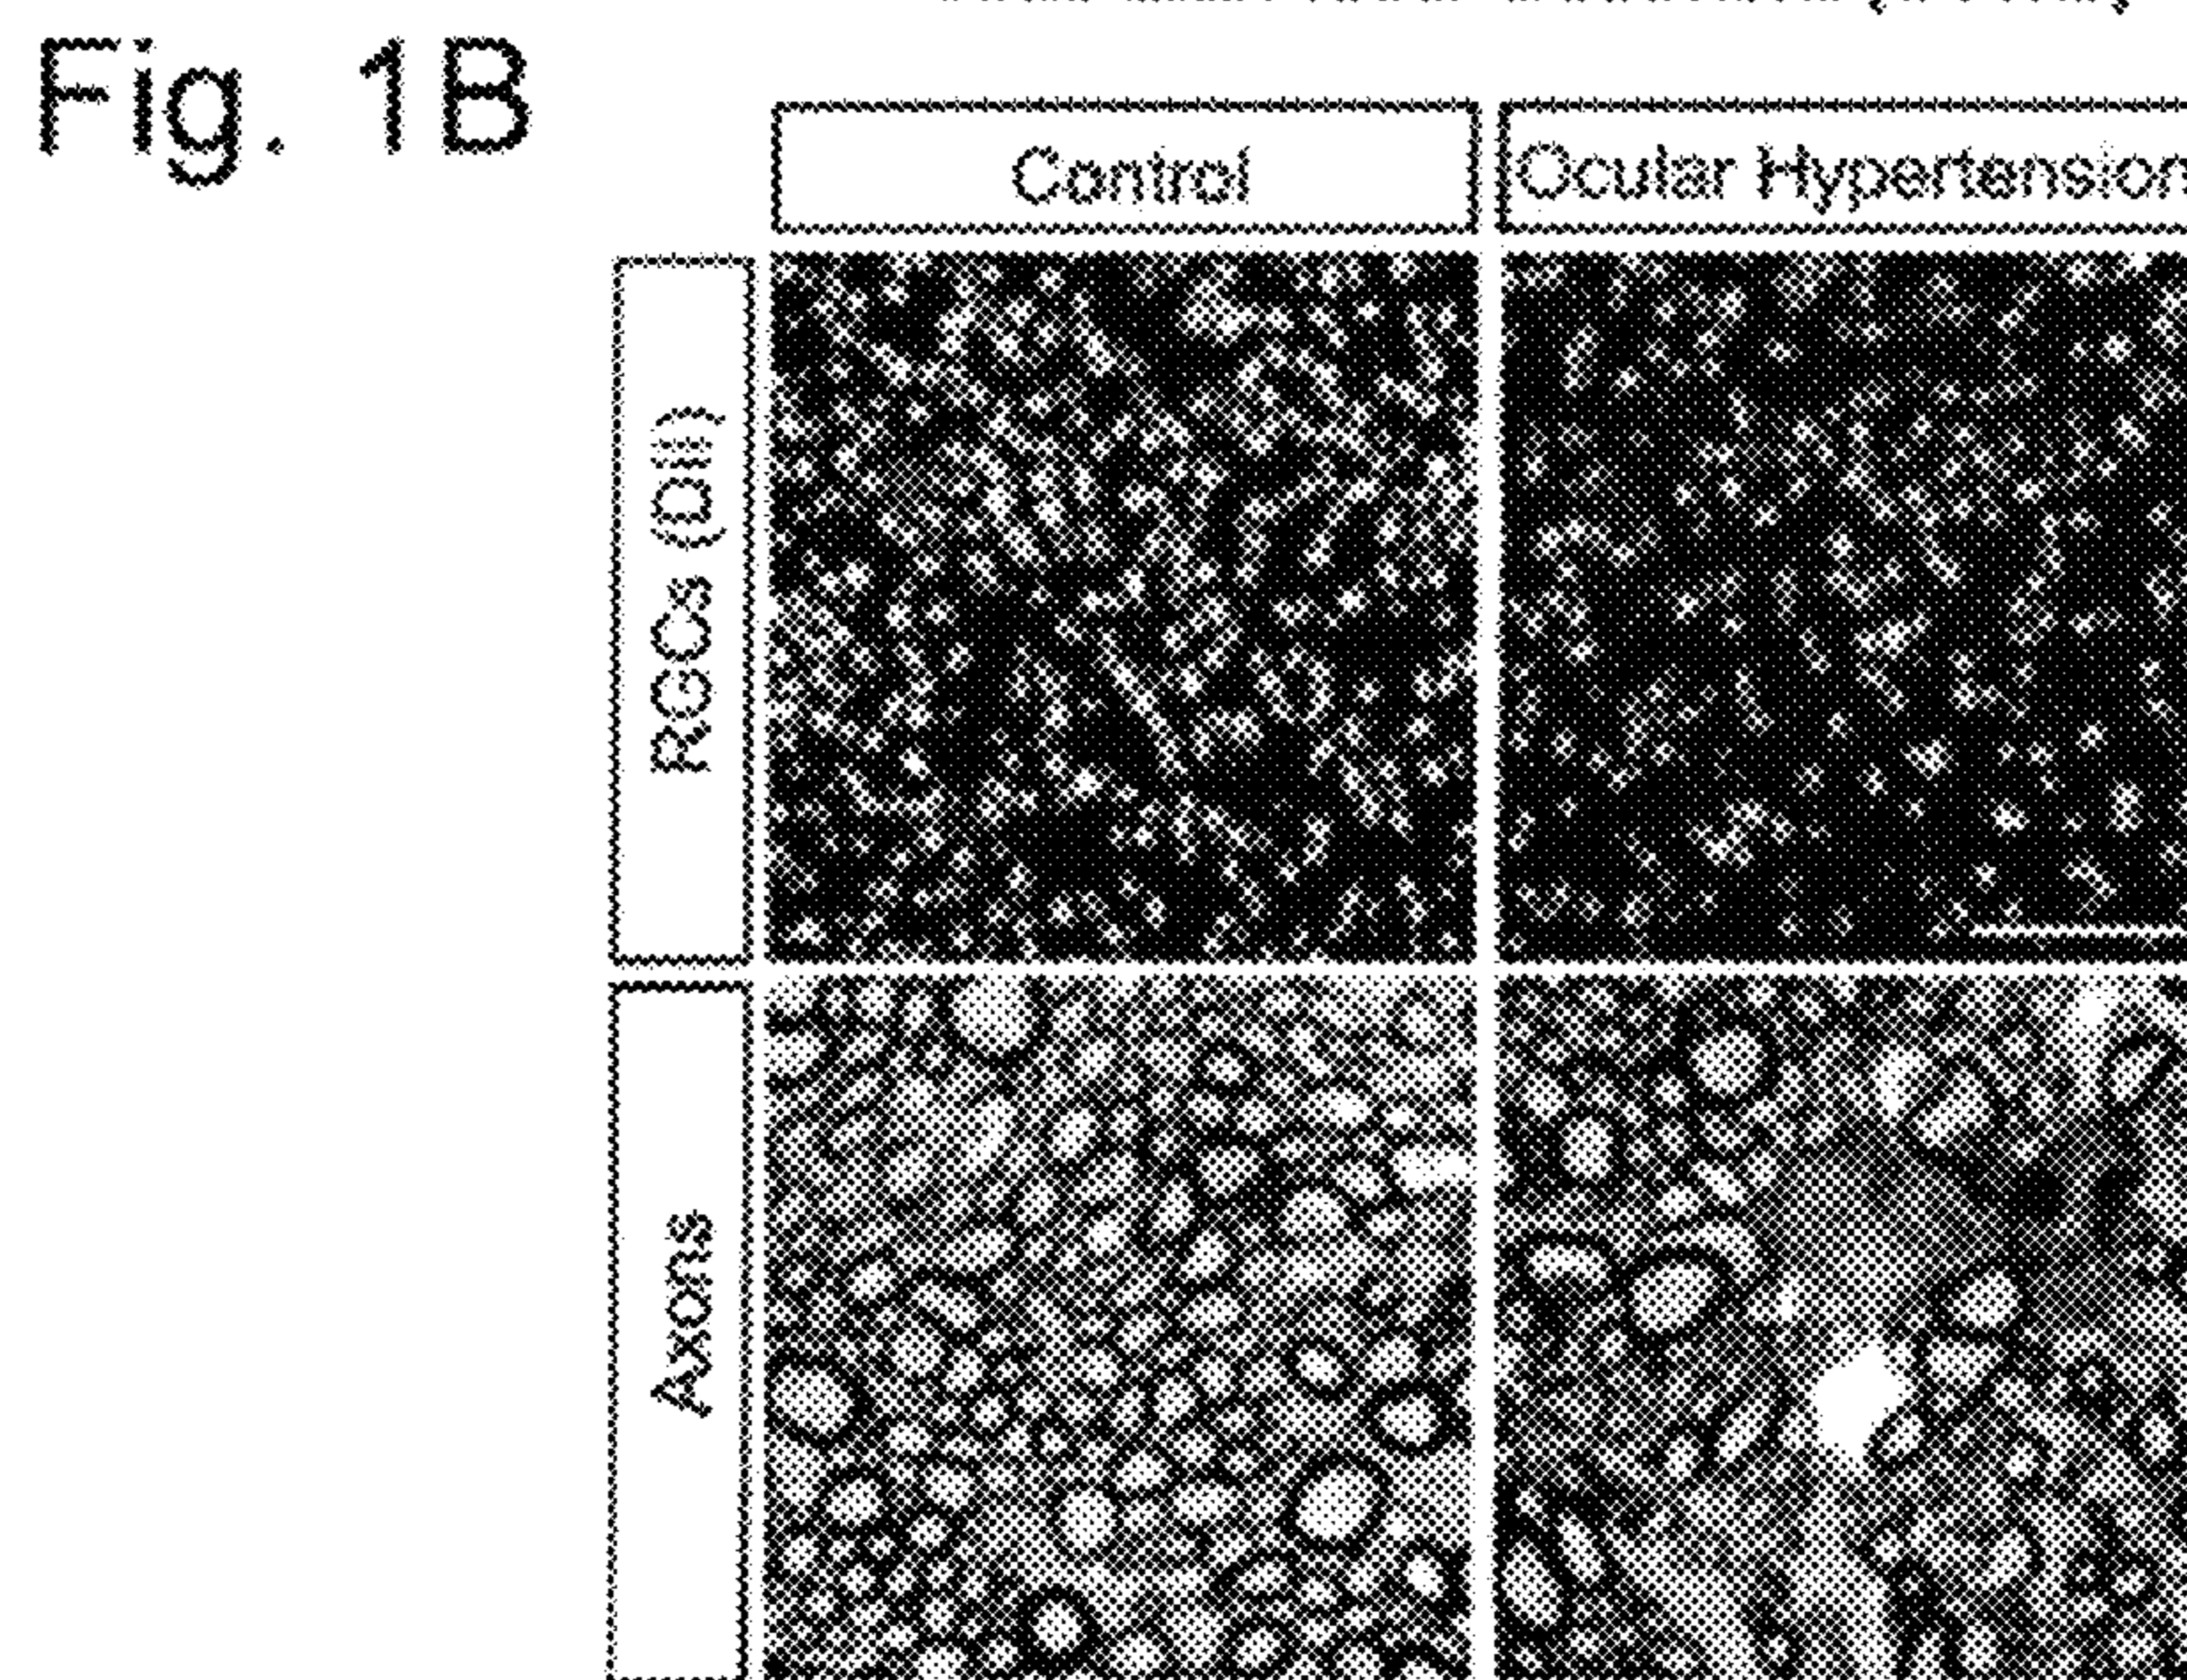 Fig. 1B
Control
Ocular Hypertension
RGCs (DiI)
Axons